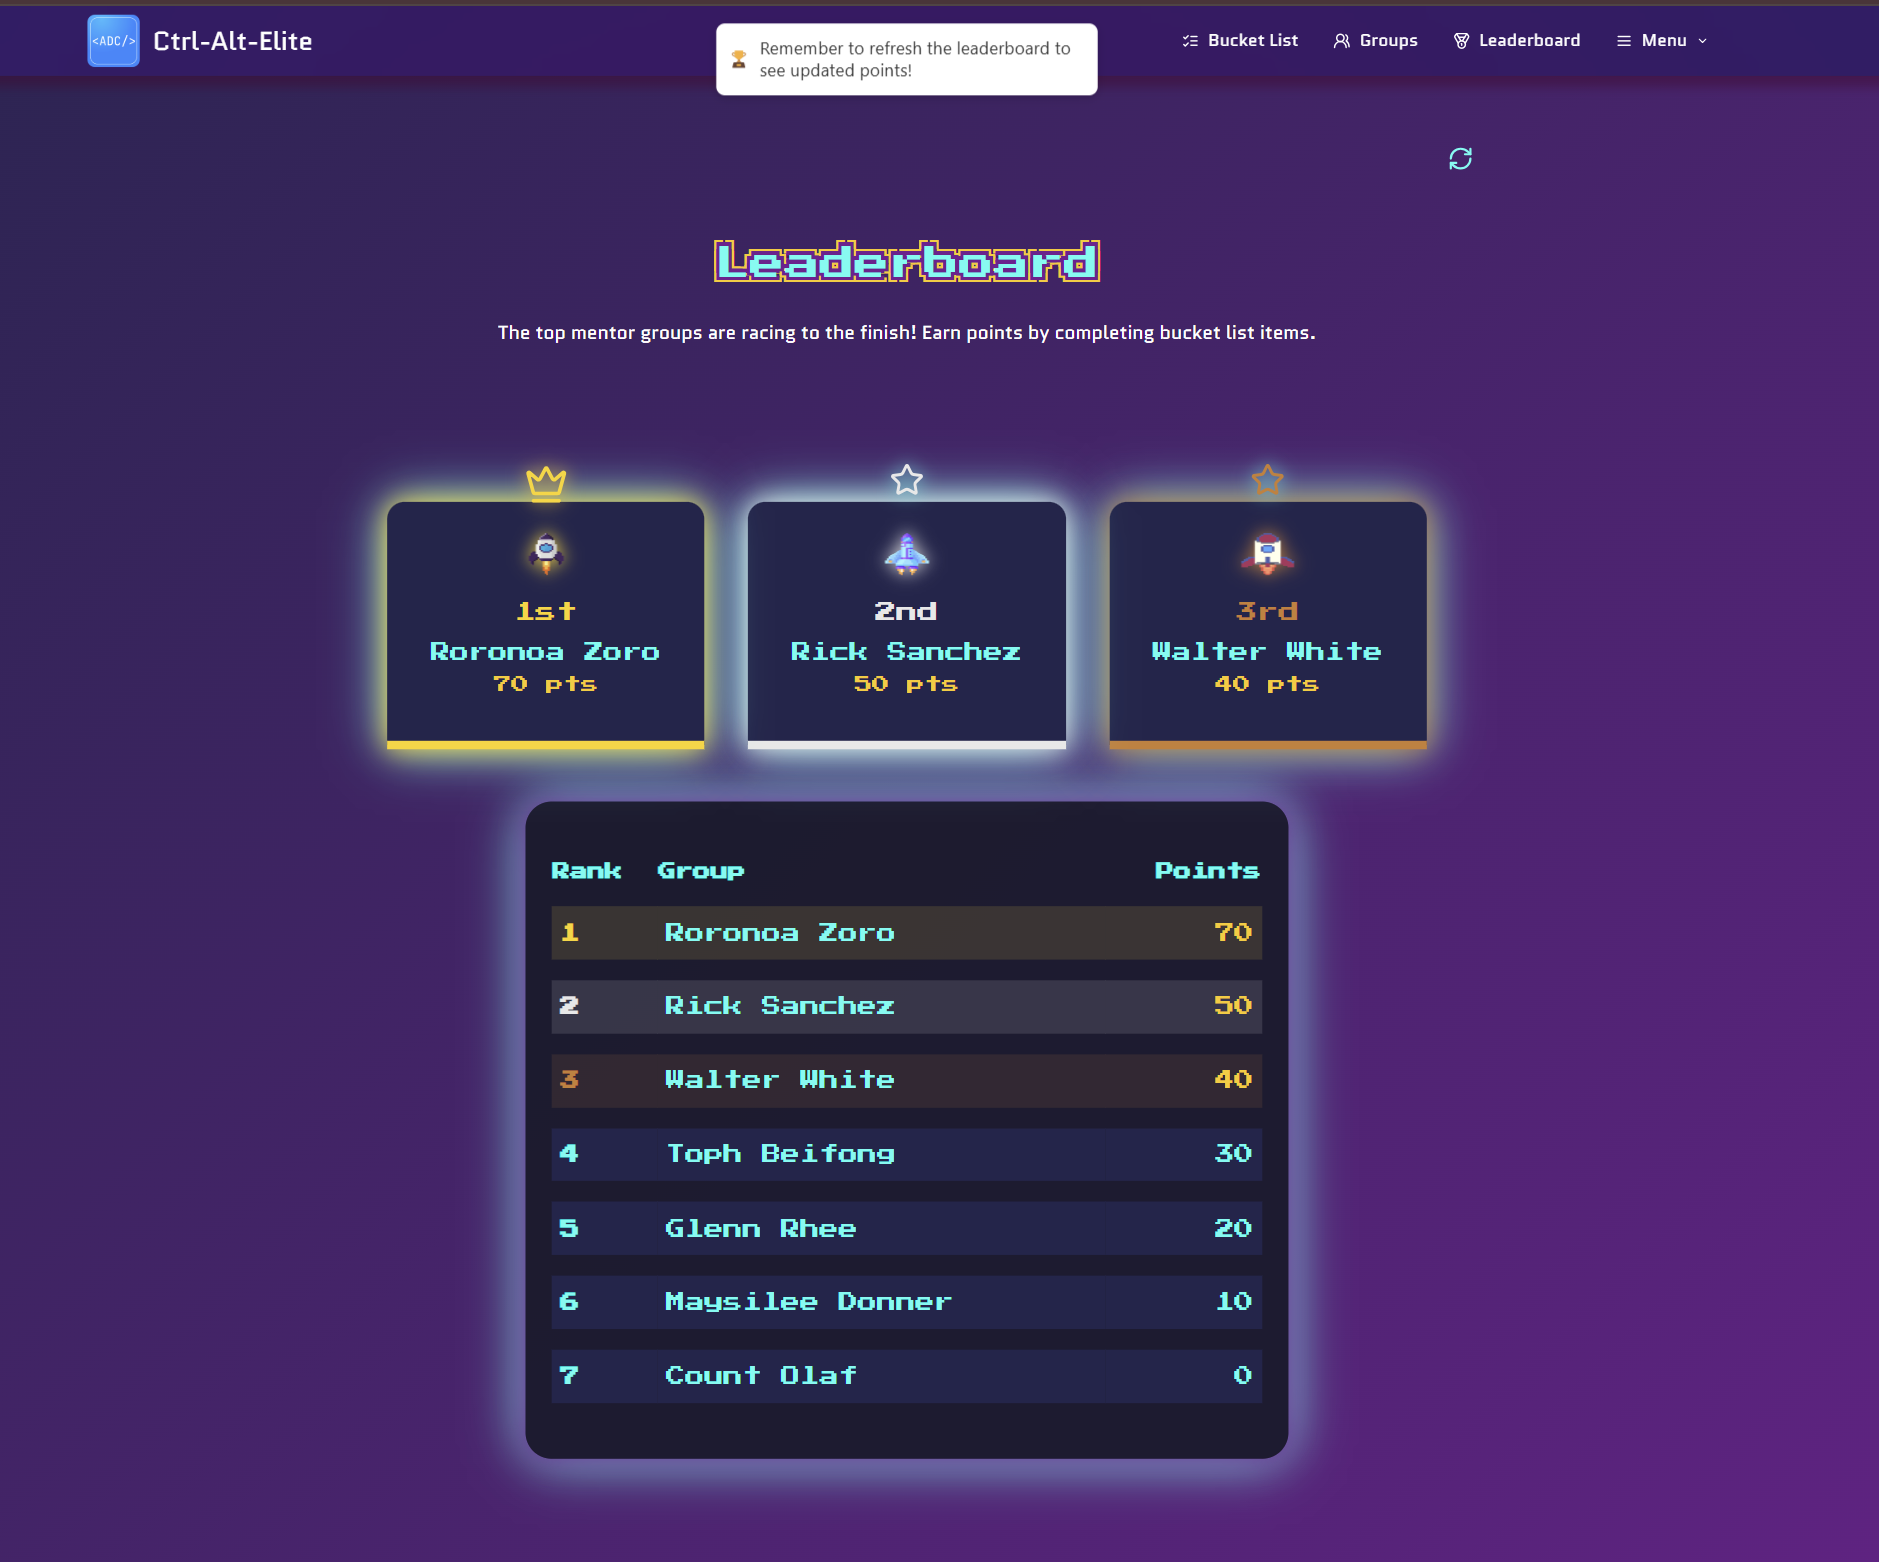 <ADC/>
Ctrl-Alt-Elite
Remember to refresh the leaderboard to
see updated points!
Bucket List
Groups
Leaderboard
Menu
Leaderboard
The top mentor groups are racing to the finish! Earn points by completing bucket list items.
1st
Roronoa Zoro
70 pts
2nd
Rick Sanchez
50 pts
3rd
Walter White
40 pts
Rank Group Points
1 Roronoa Zoro 70
2 Rick Sanchez 50
3 Walter White 40
4 Toph Beifong 30
5 Glenn Rhee 20
6 Maysilee Donner 10
7 Count Olaf 0